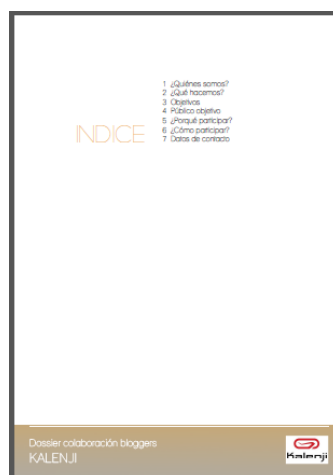 INDICE
1 ¿Quiénes somos?
2 ¿Qué hacemos?
3 Objetivos
4 Público objetivo
5 ¿Porqué participar?
6 ¿Cómo participar?
7 Datos de contacto
Dossier colaboración bloggers
KALENJI
Kalenji